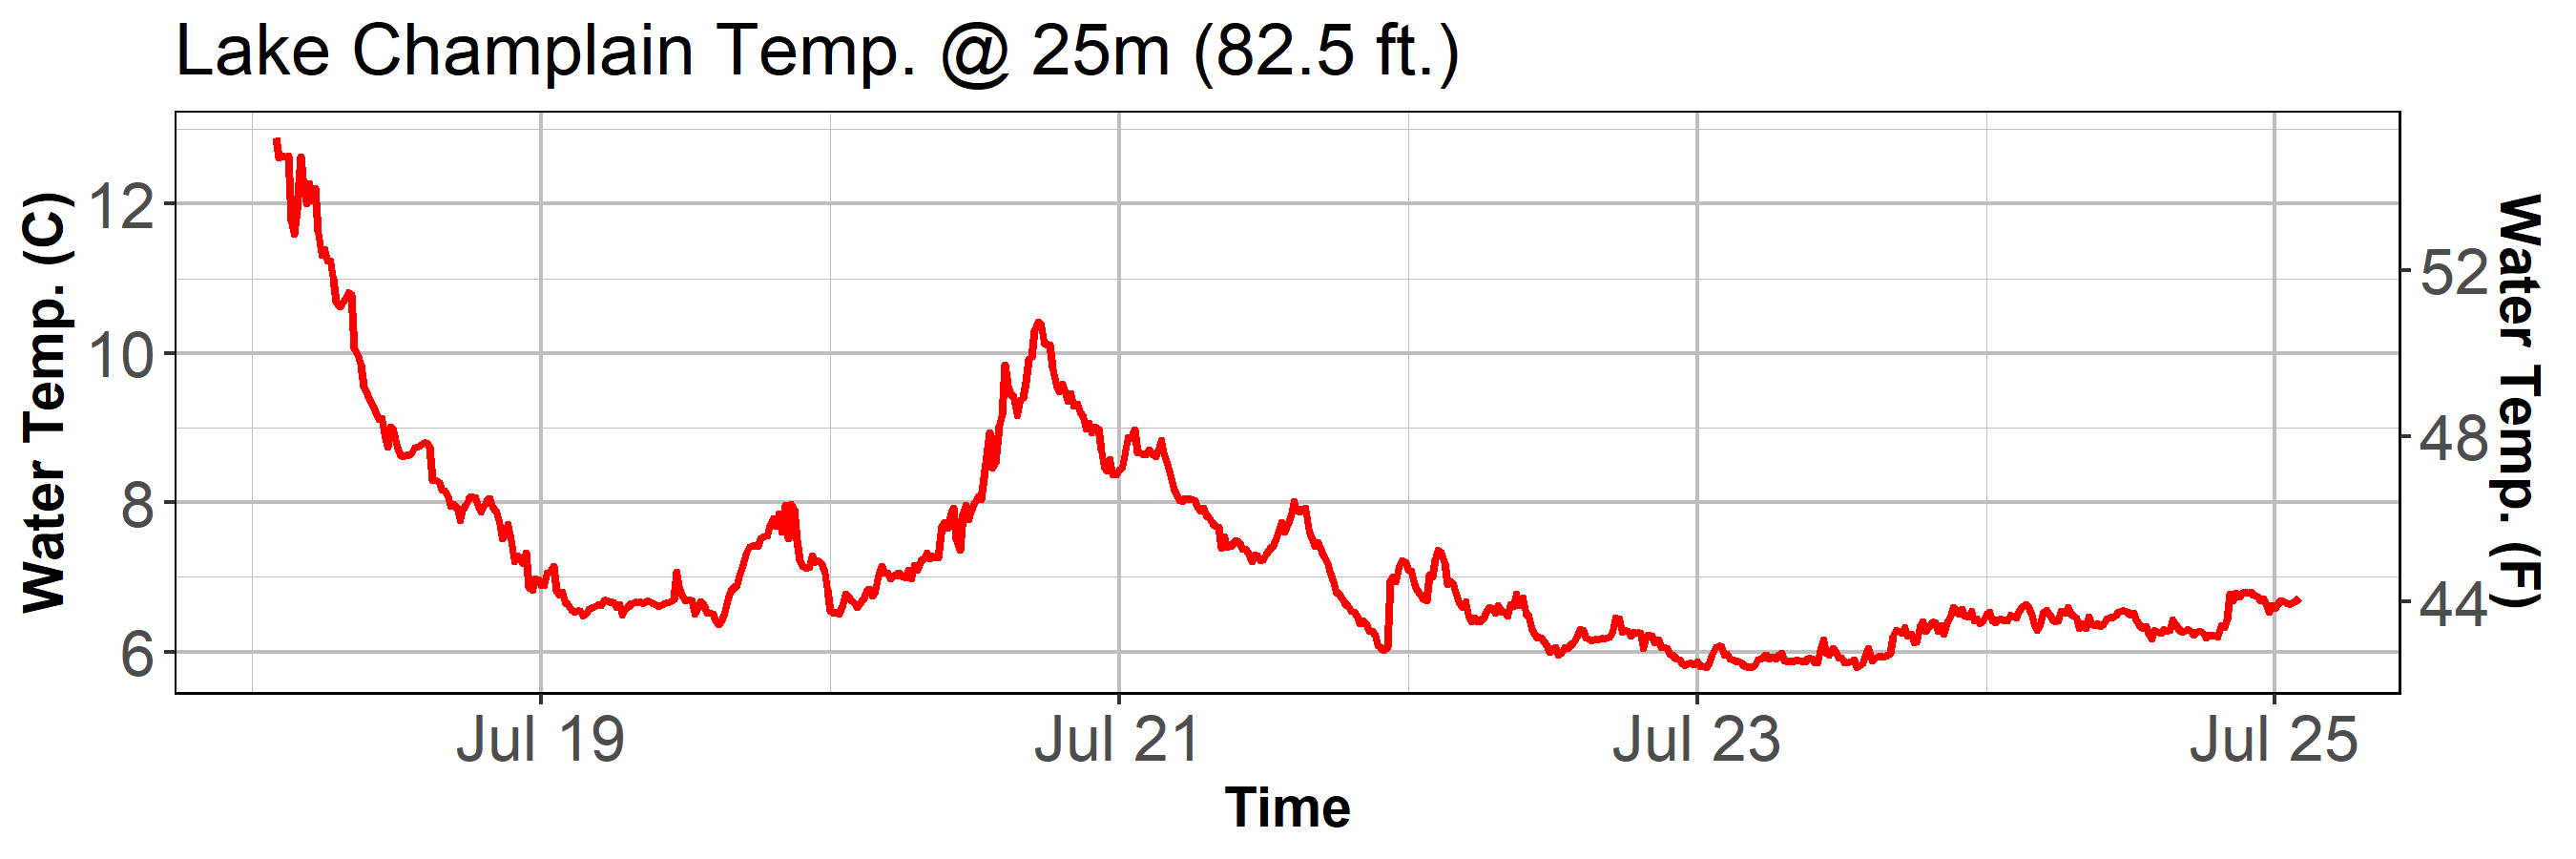 Lake Champlain Temp. @ 25m (82.5 ft.)
Water Temp. (C)
12
10
8
6
52
48
44
Water Temp. (F)
Jul 19 Jul 21 Jul 23 Jul 25
Time